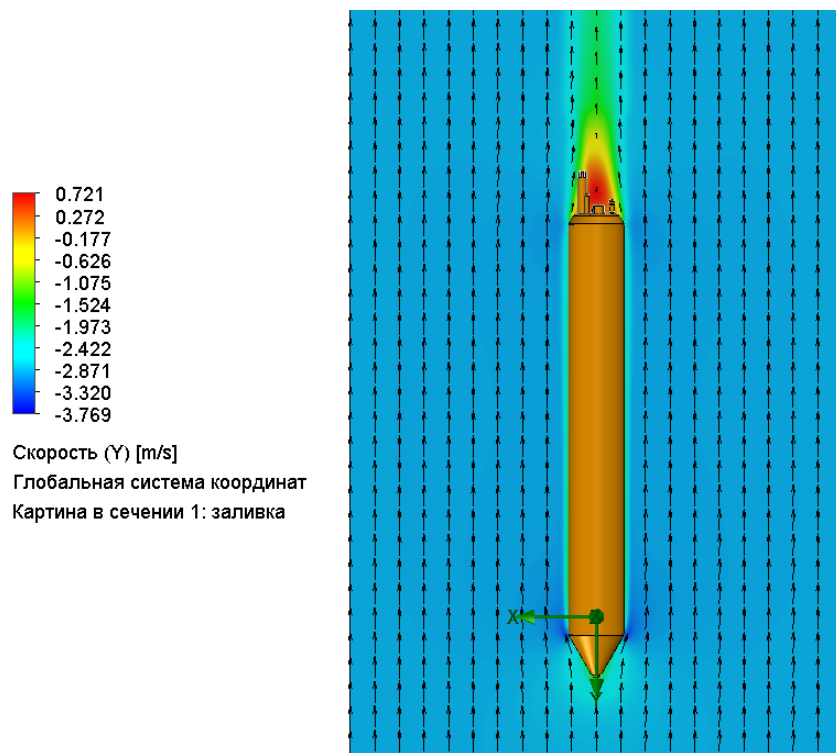 0.721
0.272
-0.177
-0.626
-1.075
-1.524
-1.973
-2.422
-2.871
-3.320
-3.769
Скорость (Y) [m/s]
Глобальная система координат
Картина в сечении 1: заливка
X
Y